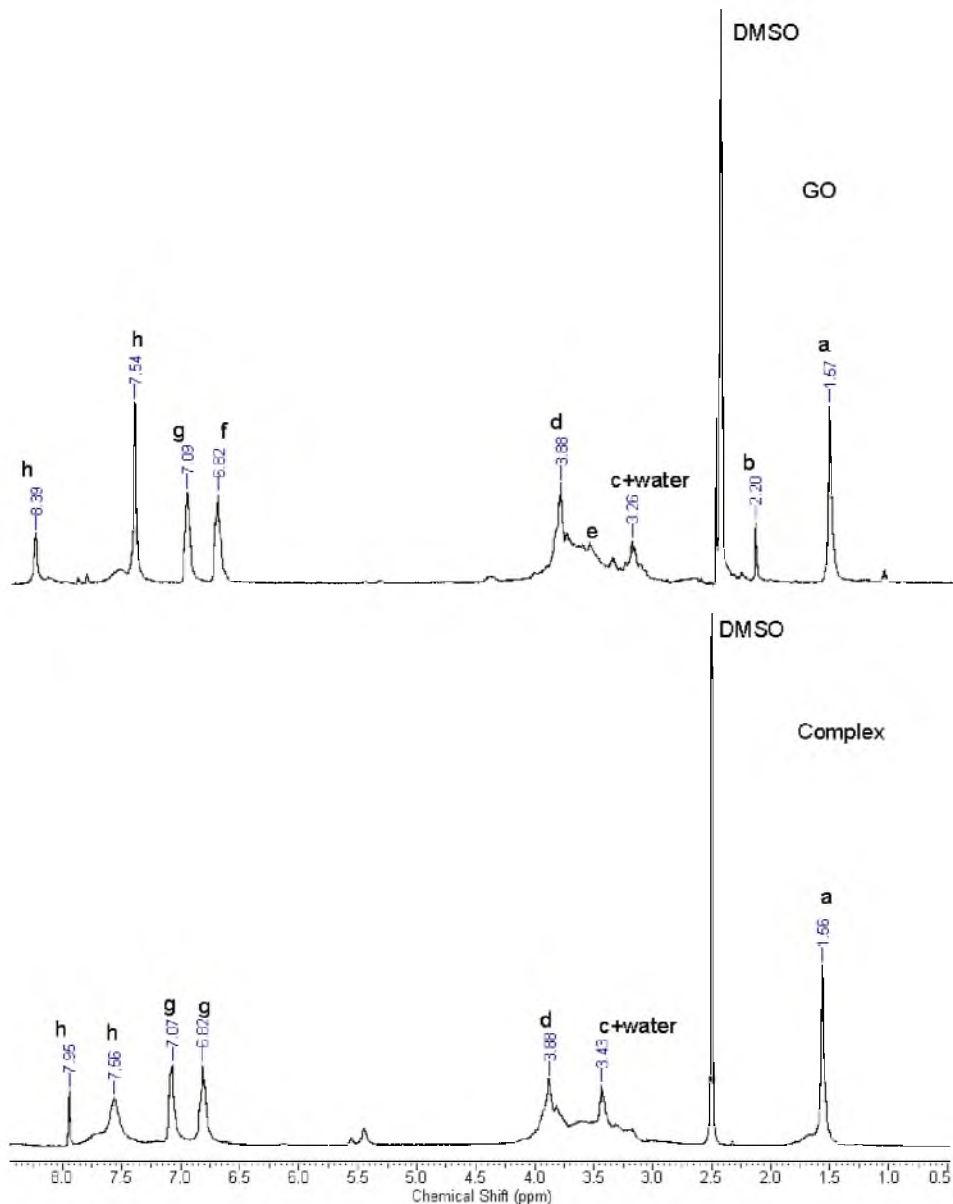 DMSO
GO
h
8.39
h
7.54
g
7.09
f
6.82
d
3.88
e
c+water
3.26
b
2.20
a
1.57
DMSO
Complex
h
7.95
h
7.56
g
7.07
g
6.82
d
3.88
c+water
3.43
a
1.56
8.0 7.5 7.0 6.5 6.0 5.5 5.0 4.5 4.0 3.5 3.0 2.5 2.0 1.5 1.0 0.5
Chemical Shift (ppm)